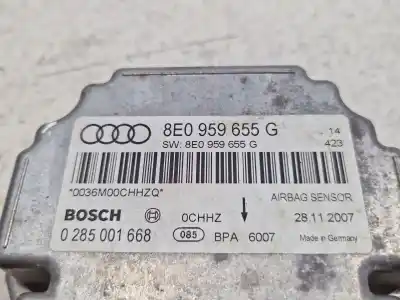 8E0 959 655 G
14
SW: 8E0 959 655 G
423
*0036M00CHHZQ*
AIRBAG SENSOR
BOSCH
0CHHZ
28.11.2007
0 285 001 668
085
BPA 6007
Made in Germany